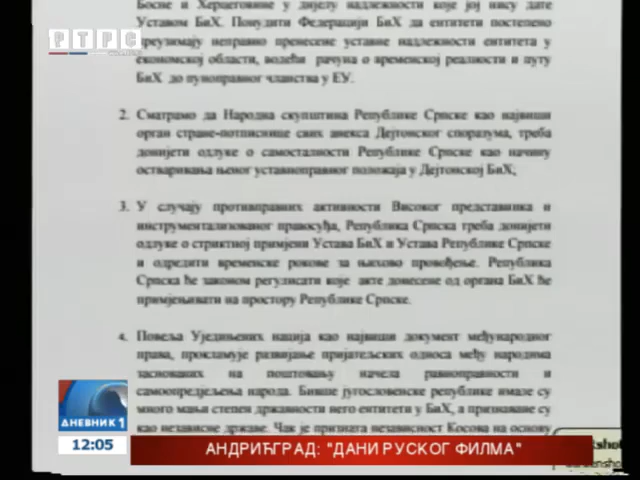 РТРС
Босне и Херцеговине у дијелу надлежности које јој нису дате
Уставом БиХ. Понудити Федерацији БиХ да ентитети постепено
преузимају неправно пренесене уставне надлежности ентитета у
економској области, водећи рачуна о временској реалности и путу
БиХ до пуноправног чланства у ЕУ.
2. Сматрамо да Народна скупштина Републике Српске као највиши
орган стране-потписнице свих анекса Дејтонског споразума, треба
донијети одлуке о самосталности Републике Српске као начину
остваривања њеног уставноправног положаја у Дејтонској БиХ;
3. У случају противправних активности Високог представника и
инструментализованог правосуђа, Република Српска треба донијети
одлуке о стриктној примјени Устава БиХ и Устава Републике Српске
и одредити временске рокове за њихово провођење. Република
Српска ће законом регулисати које акте донесене од органа БиХ ће
примјењивати на простору Републике Српске.
4. Повеља Уједињених нација као највиши документ међународног
права, прокламује развијање пријатељских односа међу народима
заснованих на поштовању начела равноправности и
самоопредјељења народа. Бивше југословенске републике имале су
много мањи степен државности него ентитети у БиХ, а признаване су
као независне државе. Чак је призната независност Косова на основу
ДНЕВНИК 1
12:05
АНДРИЋГРАД: "ДАНИ РУСКОГ ФИЛМА"